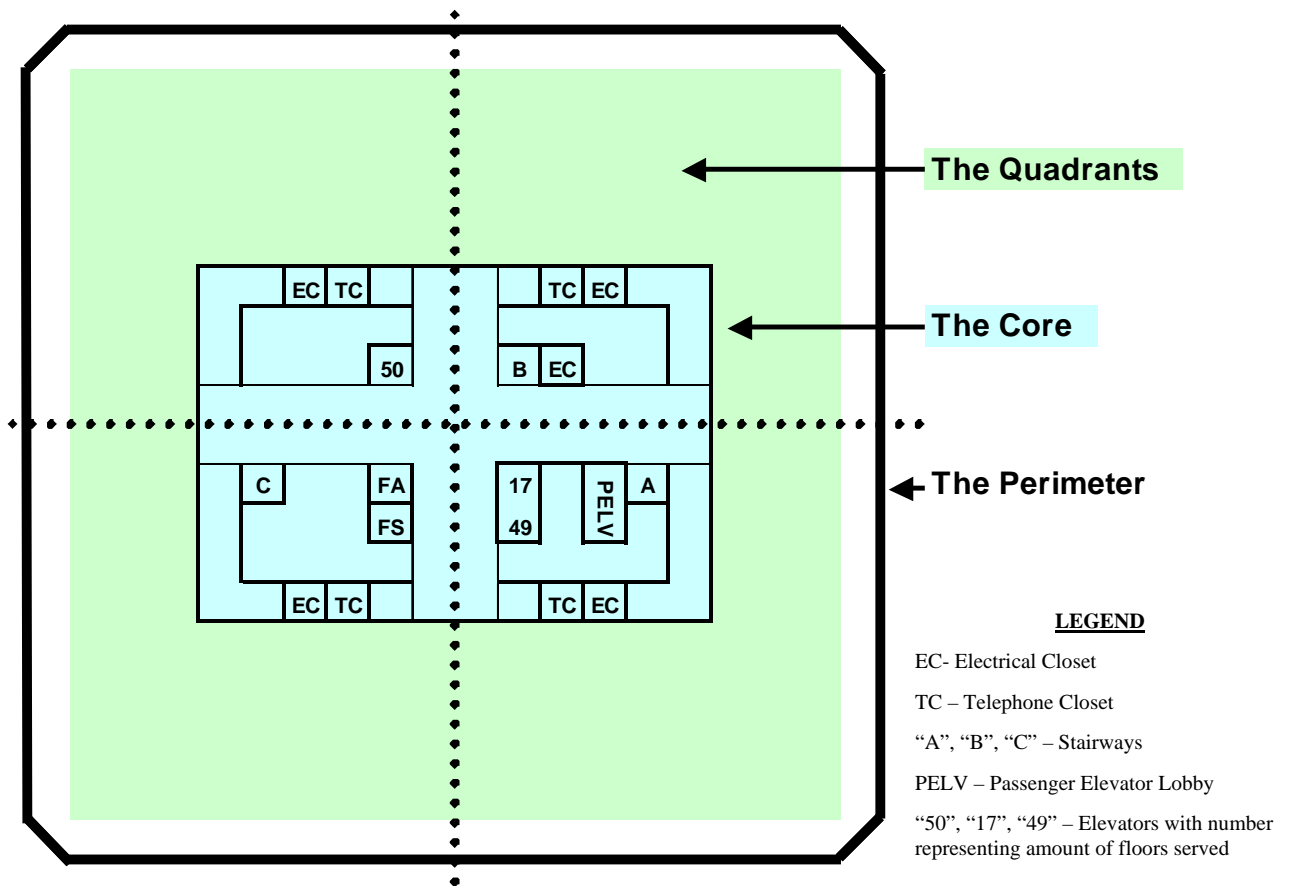 The Quadrants
EC TC TC EC
The Core
50 B EC
C FA 17 PELV A
The Perimeter
FS 49
EC TC TC EC
LEGEND
EC- Electrical Closet
TC – Telephone Closet
“A”, “B”, “C” – Stairways
PELV – Passenger Elevator Lobby
“50”, “17”, “49” – Elevators with number
representing amount of floors served